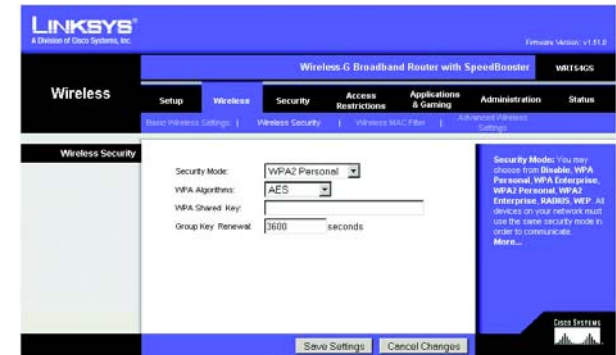 LINKSYS®
A Division of Cisco Systems, Inc.
Firmware Version: v1.51.0
Wireless-G Broadband Router with SpeedBooster WRT54GS
Wireless
Setup Wireless Security Access Restrictions Applications & Gaming Administration Status
Basic Wireless Settings | Wireless Security | Wireless MAC Filter | Advanced Wireless Settings
Wireless Security
Security Mode: WPA2 Personal
WPA Algorithms: AES
WPA Shared Key:
Group Key Renewal: 3600 seconds
Security Mode: You may
choose from Disable, WPA
Personal, WPA Enterprise,
WPA2 Personal, WPA2
Enterprise, RADIUS, WEP. All
devices on your network must
use the same security mode in
order to communicate.
More...
Save Settings Cancel Changes
CISCO SYSTEMS